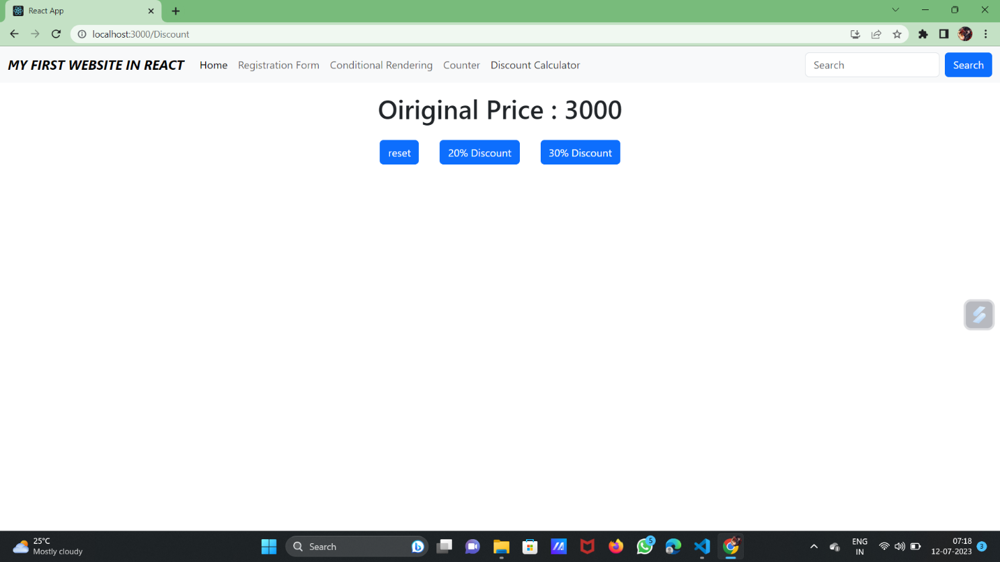 React App
localhost:3000/Discount
MY FIRST WEBSITE IN REACT Home Registration Form Conditional Rendering Counter Discount Calculator Search Search
Oiriginal Price : 3000
reset 20% Discount 30% Discount
25°C
Mostly cloudy
Search
5
ENG
IN
07:18
12-07-2023
3